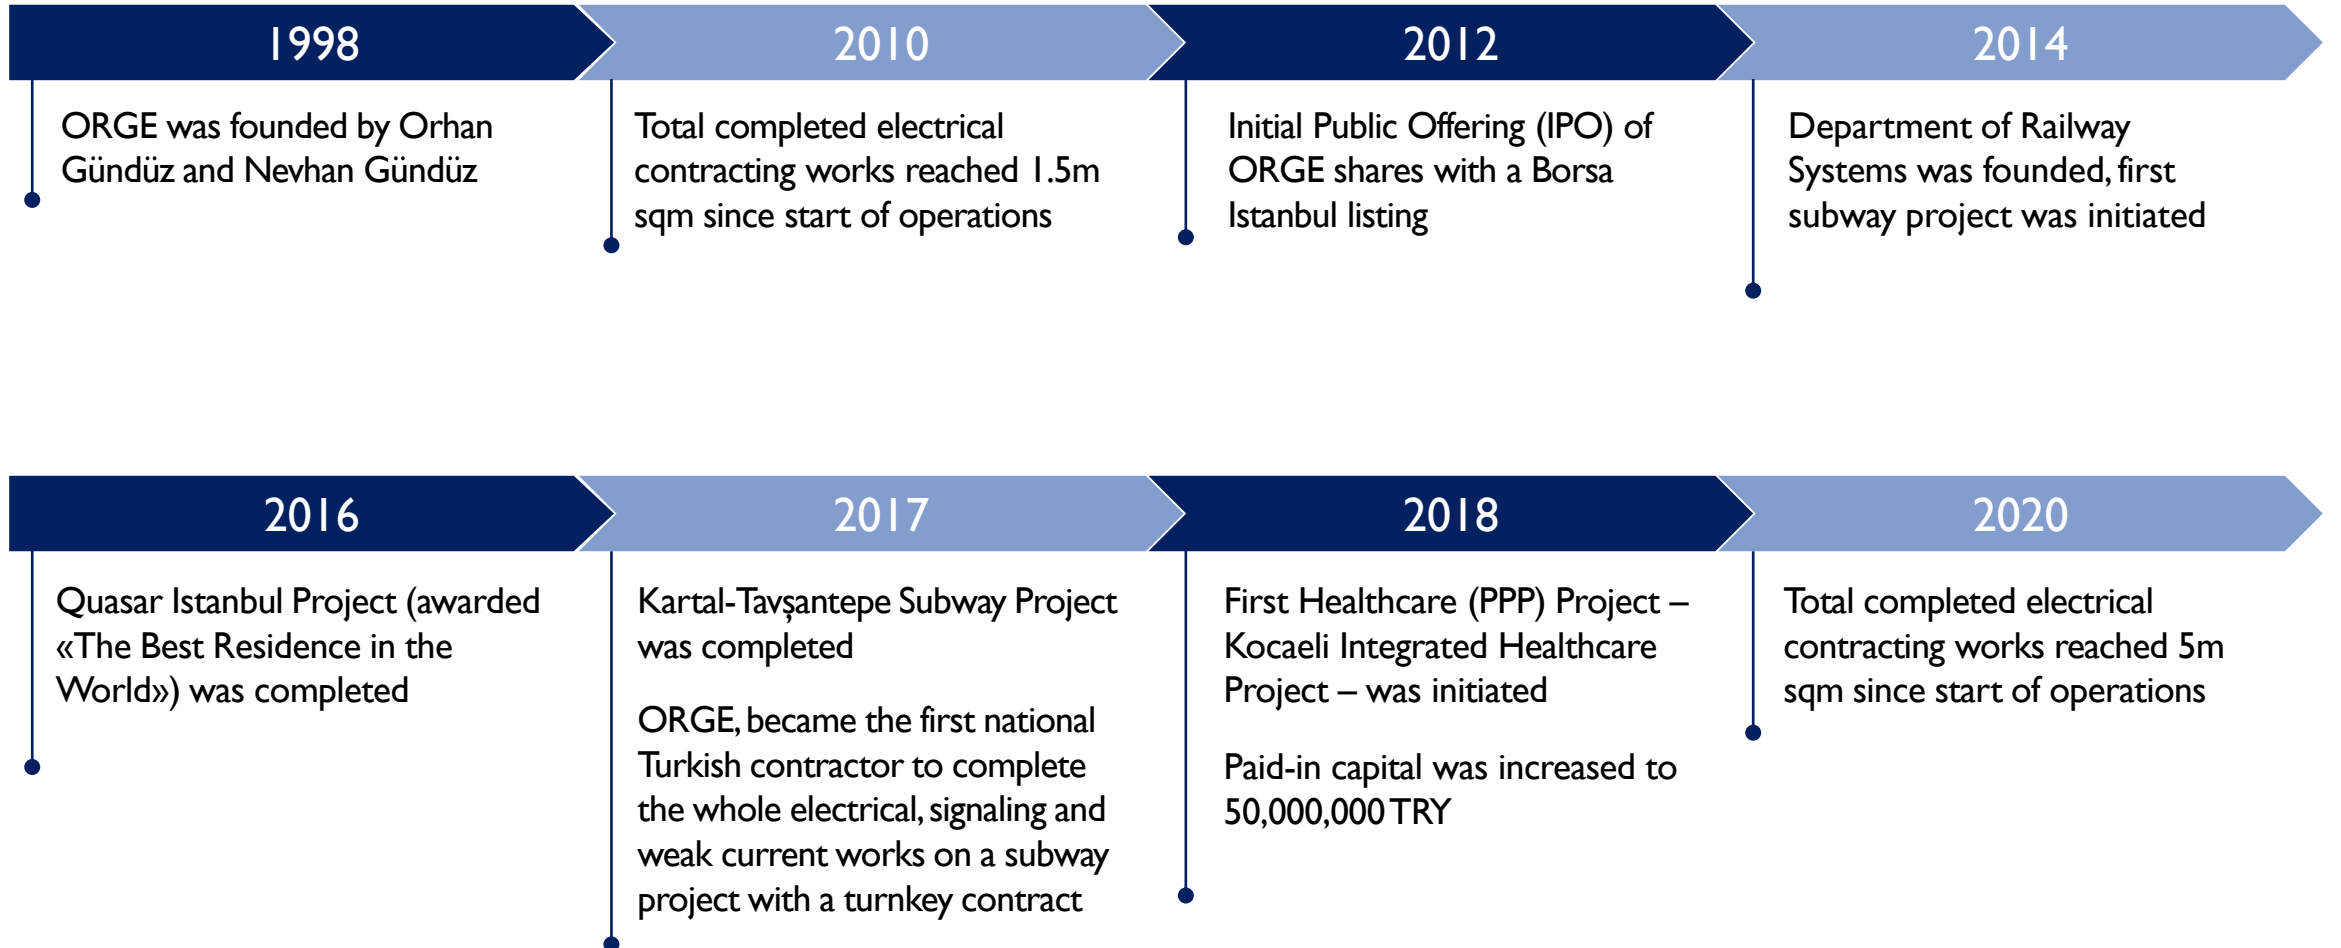 1998
ORGE was founded by Orhan
Gündüz and Nevhan Gündüz
2010
Total completed electrical
contracting works reached 1.5m
sqm since start of operations
2012
Initial Public Offering (IPO) of
ORGE shares with a Borsa
Istanbul listing
2014
Department of Railway
Systems was founded, first
subway project was initiated
2016
Quasar Istanbul Project (awarded
«The Best Residence in the
World») was completed
2017
Kartal-Tavşantepe Subway Project
was completed
ORGE, became the first national
Turkish contractor to complete
the whole electrical, signaling and
weak current works on a subway
project with a turnkey contract
2018
First Healthcare (PPP) Project –
Kocaeli Integrated Healthcare
Project – was initiated
Paid-in capital was increased to
50,000,000 TRY
2020
Total completed electrical
contracting works reached 5m
sqm since start of operations